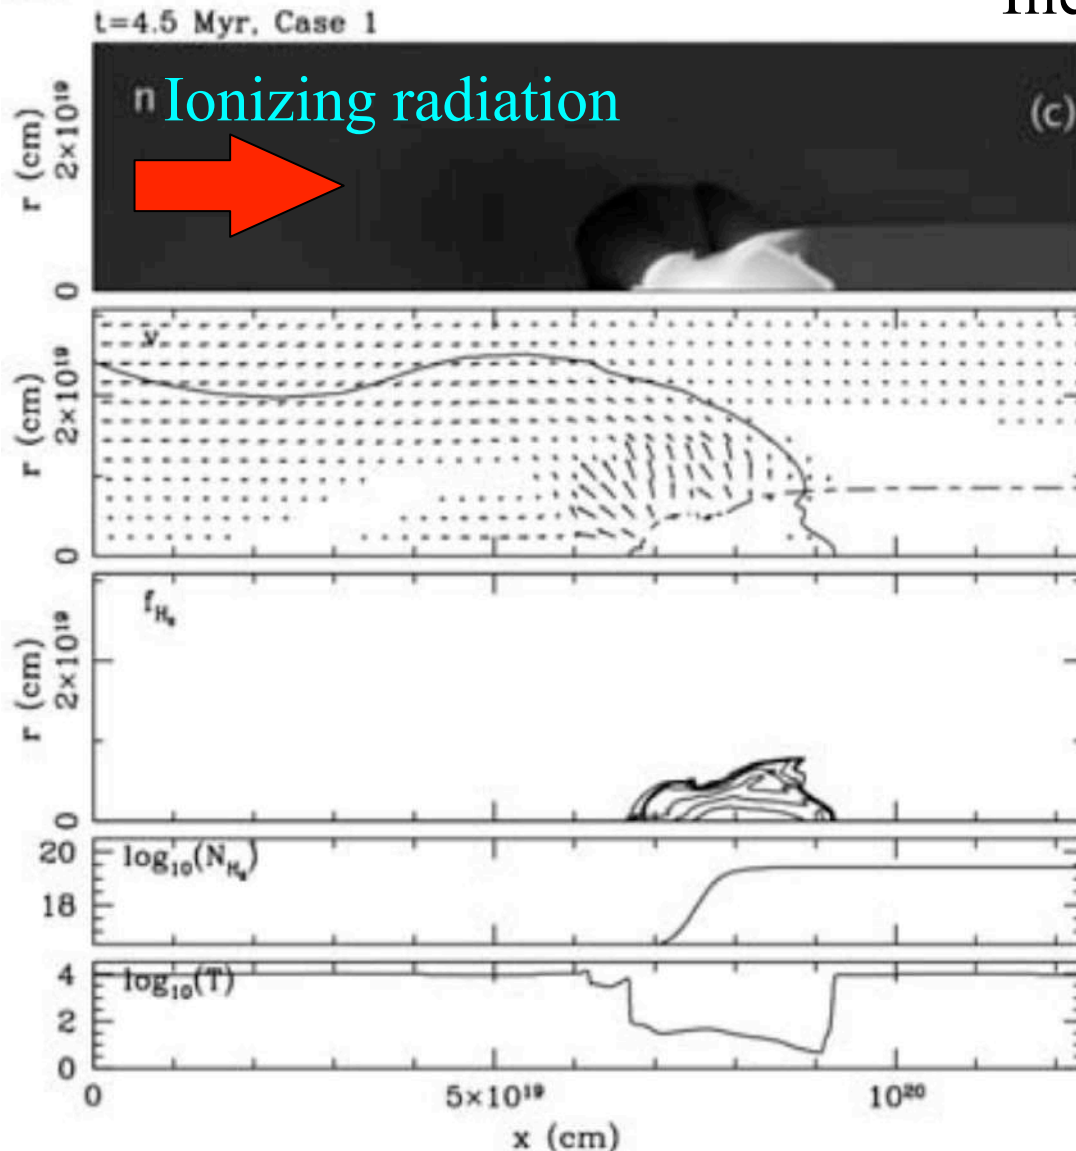 Inc
t=4.5 Myr, Case 1
n Ionizing radiation
(c)
r (cm)
2×10¹⁹
0
v
r (cm)
2×10¹⁹
0
f_H₂
r (cm)
2×10¹⁹
0
log₁₀(N_H₂)
20
18
log₁₀(T)
4
2
0
0
5×10¹⁹
10²⁰
x (cm)